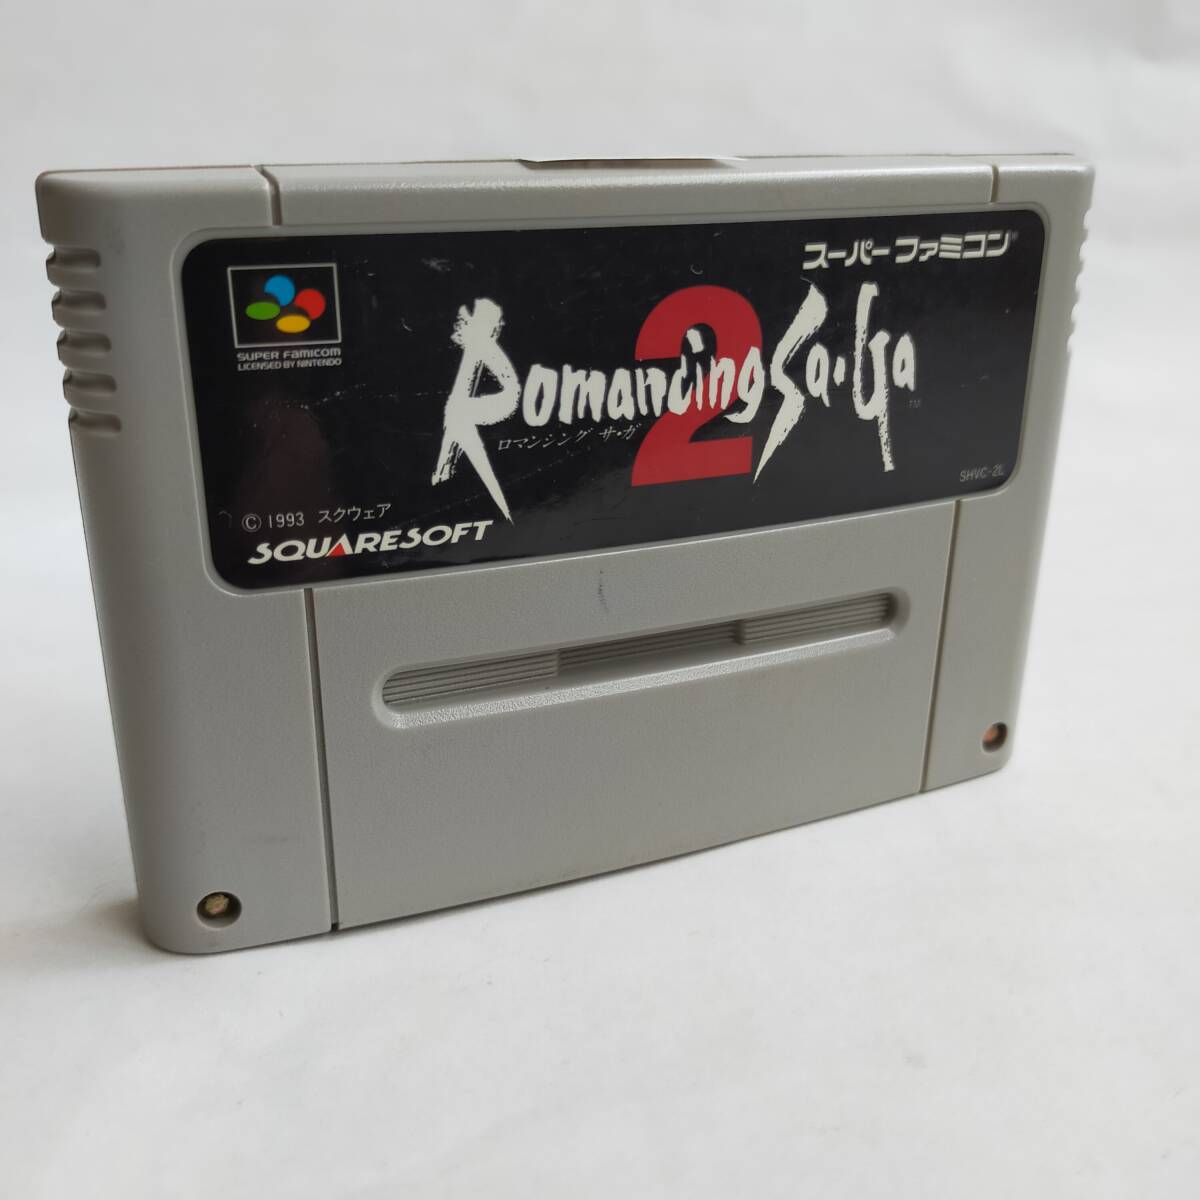 スーパーファミコン®
SUPER FAMICOM
LICENSED BY NINTENDO
Romancing Sa・Ga
2
ロマンシング サ・ガ
TM
SHVC-2L
© 1993 スクウェア
SQUARESOFT